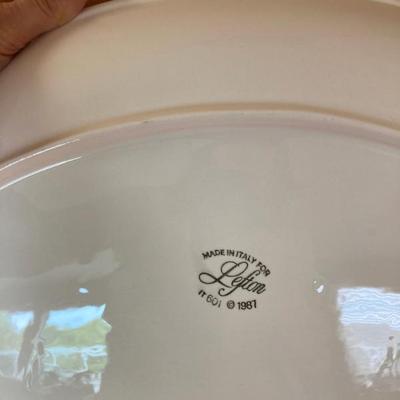 MADE IN ITALY FOR
Lefton
IT 601 © 1987